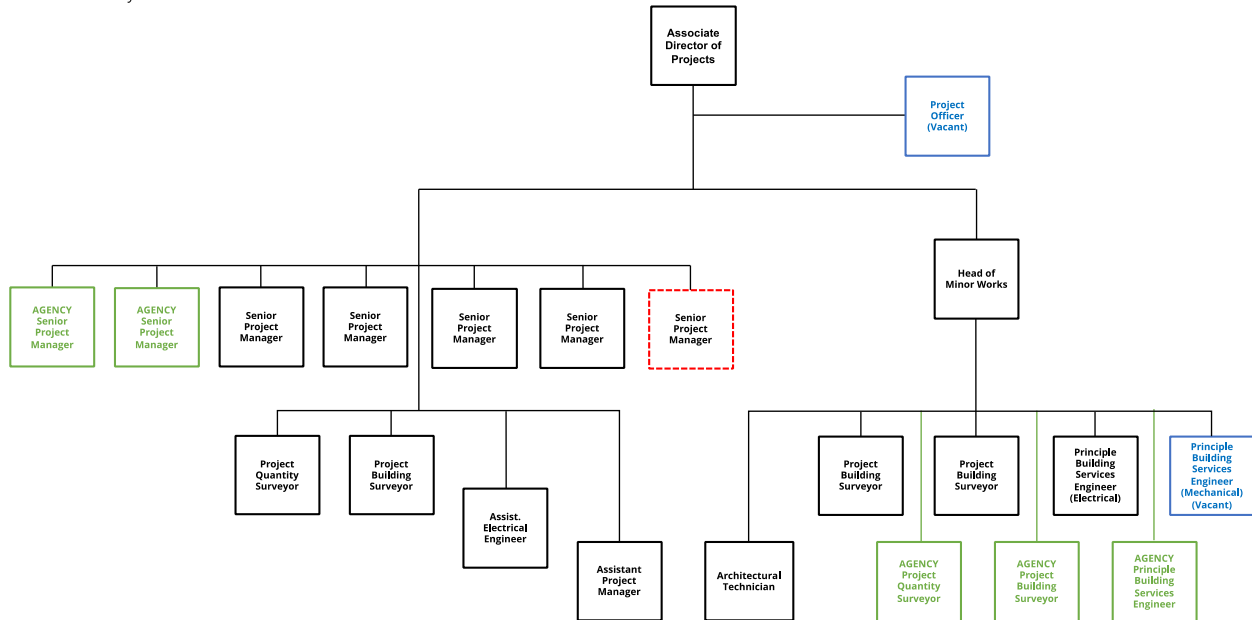 Associate
Director of
Projects
Project
Officer
(Vacant)
Head of
Minor Works
AGENCY
Senior
Project
Manager
AGENCY
Senior
Project
Manager
Senior
Project
Manager
Senior
Project
Manager
Senior
Project
Manager
Senior
Project
Manager
Senior
Project
Manager
Project
Quantity
Surveyor
Project
Building
Surveyor
Assist.
Electrical
Engineer
Assistant
Project
Manager
Project
Building
Surveyor
Project
Building
Surveyor
Principle
Building
Services
Engineer
(Electrical)
Principle
Building
Services
Engineer
(Mechanical)
(Vacant)
Architectural
Technician
AGENCY
Project
Quantity
Surveyor
AGENCY
Project
Building
Surveyor
AGENCY
Principle
Building
Services
Engineer